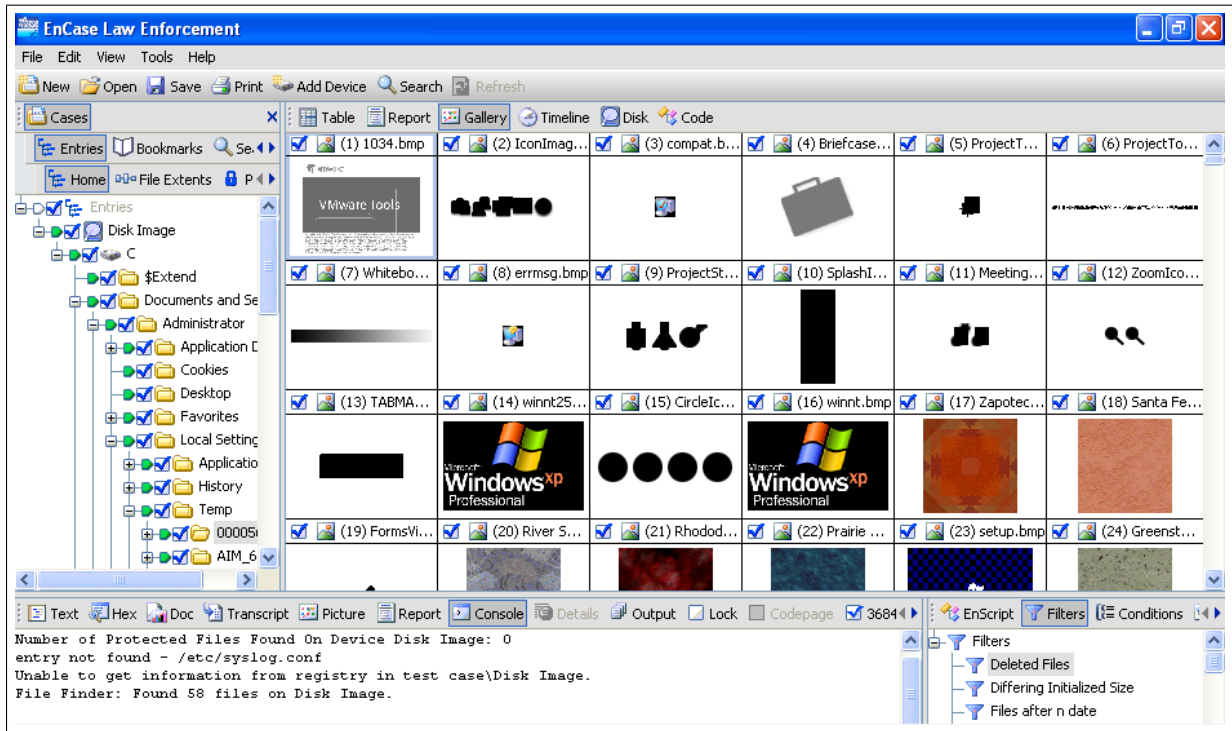 EnCase Law Enforcement
File Edit View Tools Help
New Open Save Print Add Device Search Refresh
Cases
Table Report Gallery Timeline Disk Code
Entries Bookmarks Se.
Home File Extents P
Entries
Disk Image
C
$Extend
Documents and Se
Administrator
Application D
Cookies
Desktop
Favorites
Local Setting
Applicatio
History
Temp
00005
AIM_6
(1) 1034.bmp (2) IconImag... (3) compat.b... (4) Briefcase... (5) ProjectT... (6) ProjectTo...
vmware
VMware Tools
(7) Whitebo... (8) errmsg.bmp (9) ProjectSt... (10) SplashI... (11) Meeting... (12) ZoomIco...
(13) TABMA... (14) winnt25... (15) CircleIc... (16) winnt.bmp (17) Zapotec... (18) Santa Fe...
Microsoft
Windows xp
Professional
Microsoft
Windows xp
Professional
(19) FormsVi... (20) River S... (21) Rhodod... (22) Prairie ... (23) setup.bmp (24) Greenst...
Text Hex Doc Transcript Picture Report Console Details Output Lock Codepage 3684
EnScript Filters Conditions
Number of Protected Files Found On Device Disk Image: 0
entry not found - /etc/syslog.conf
Unable to get information from registry in test case\Disk Image.
File Finder: Found 58 files on Disk Image.
Filters
Deleted Files
Differing Initialized Size
Files after n date